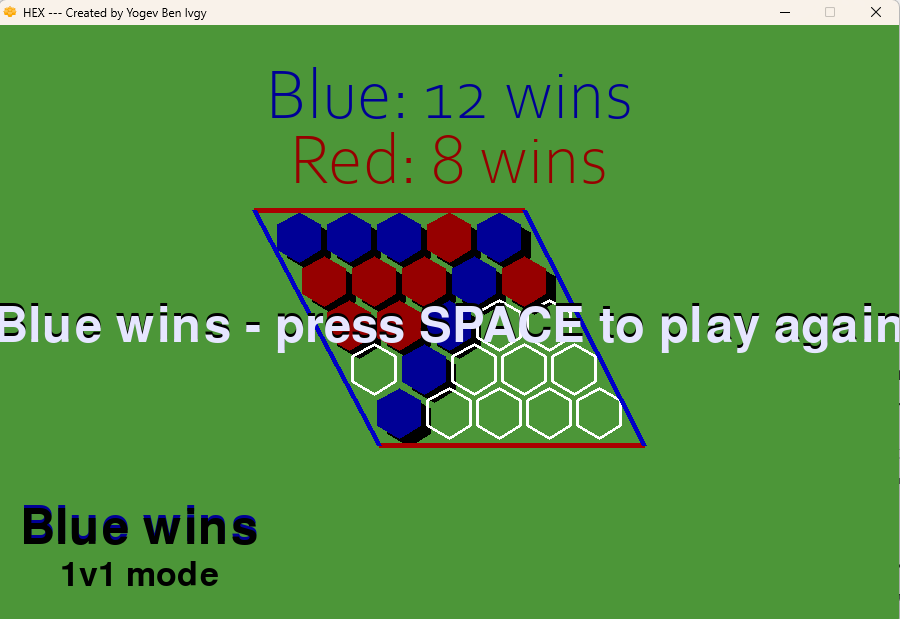 HEX --- Created by Yogev Ben Ivgy
Blue: 12 wins
Red: 8 wins
Blue wins - press SPACE to play again
Blue wins
1v1 mode